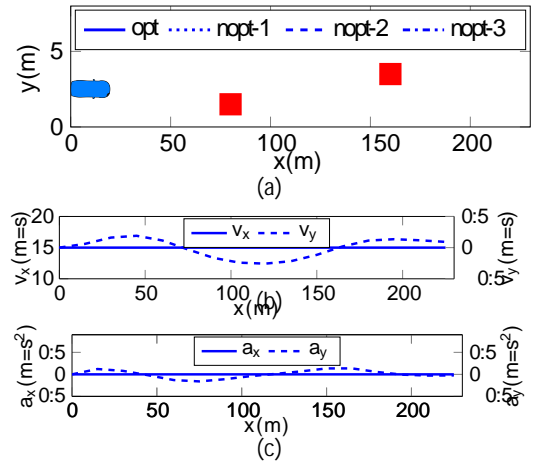 opt nopt-1 nopt-2 nopt-3
5
y(m)
0
0 50 100 150 200
x(m)
(a)
20 0:5
v_x v_y
v_x(m=s) 15 0 v_y(m=s)
10 0:5
0 50 100 150 200
x(m)
(b)
a_x a_y
0:5 0:5
a_x(m=s²) 0 0 a_y(m=s²)
0:5 0:5
0 50 100 150 200
x(m)
(c)